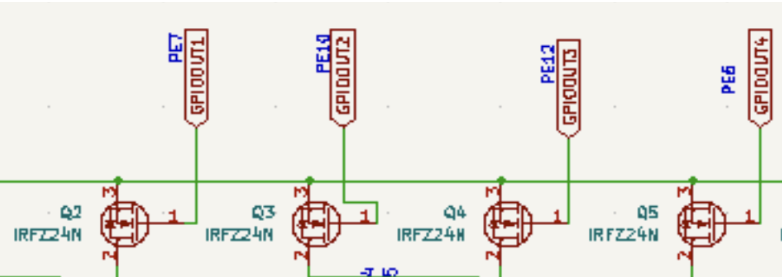 PE7
GPIOOUT1
PE10
GPIOOUT2
PE12
GPIOOUT3
PE6
GPIOOUT4
3
Q2
IRFZ24N
1
2
3
Q3
IRFZ24N
1
2
3
Q4
IRFZ24N
1
2
3
Q5
IRFZ24N
1
2